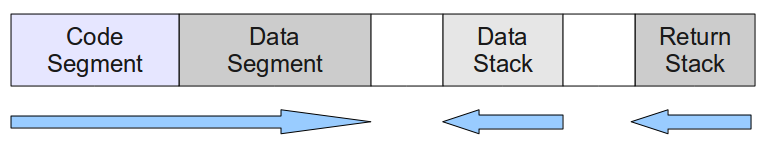 Code
Segment
Data
Segment
Data
Stack
Return
Stack